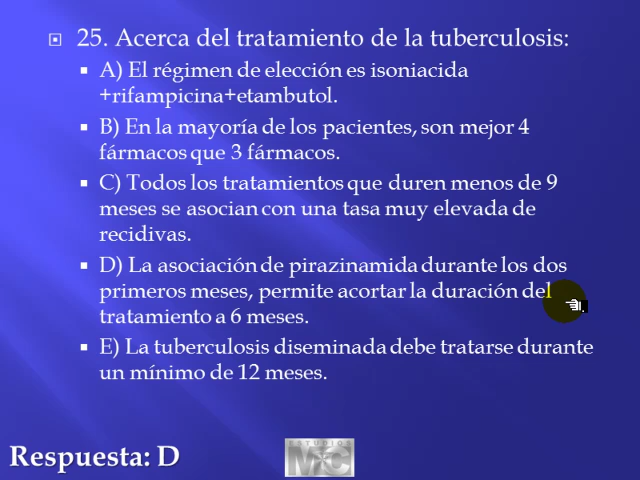 25. Acerca del tratamiento de la tuberculosis:
A) El régimen de elección es isoniacida
+rifampicina+etambutol.
B) En la mayoría de los pacientes, son mejor 4
fármacos que 3 fármacos.
C) Todos los tratamientos que duren menos de 9
meses se asocian con una tasa muy elevada de
recidivas.
D) La asociación de pirazinamida durante los dos
primeros meses, permite acortar la duración del
tratamiento a 6 meses.
E) La tuberculosis diseminada debe tratarse durante
un mínimo de 12 meses.
Respuesta: D
ESTUDIOS
MC